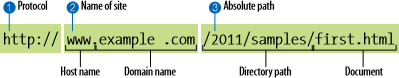 1 Protocol 2 Name of site 3 Absolute path
http:// www.example .com /2011/samples/first.html
Host name Domain name Directory path Document